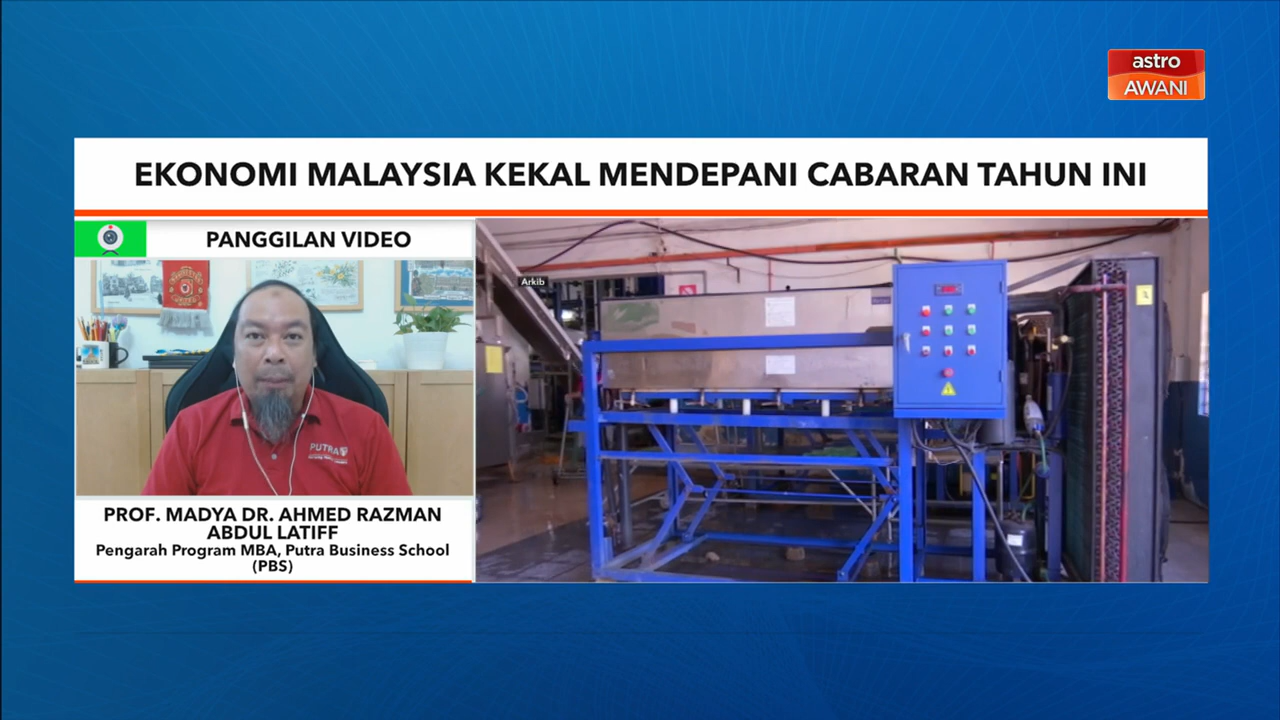 astro
AWANI
EKONOMI MALAYSIA KEKAL MENDEPANI CABARAN TAHUN INI
PANGGILAN VIDEO
Arkib
PUTRA
PROF. MADYA DR. AHMED RAZMAN
ABDUL LATIFF
Pengarah Program MBA, Putra Business School
(PBS)